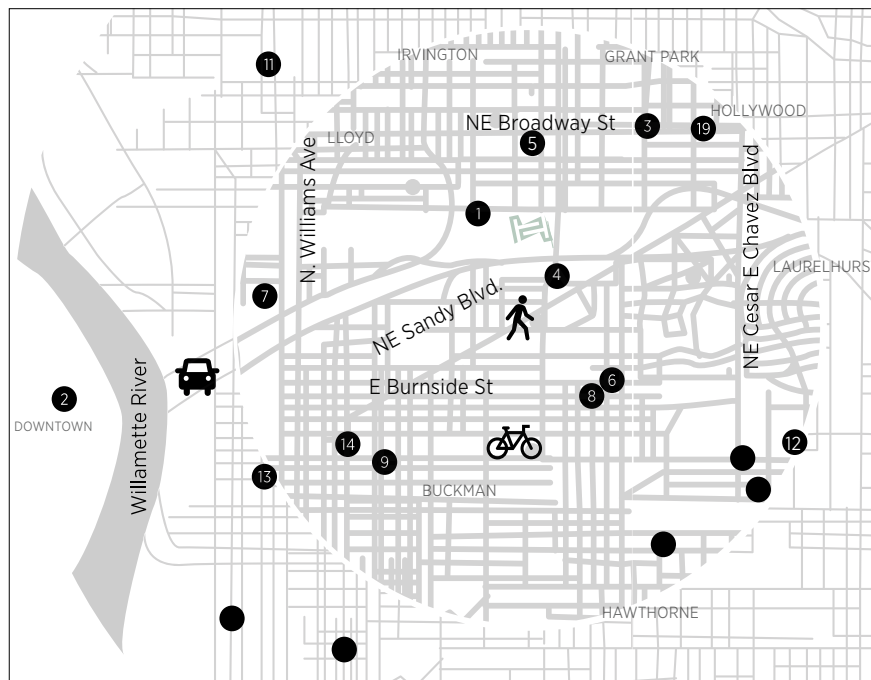 IRVINGTON
GRANT PARK
11
HOLLYWOOD
NE Broadway St
3
19
LLOYD
5
N. Williams Ave
NE Cesar E Chavez Blvd
1
LAURELHURS
4
7
NE Sandy Blvd.
E Burnside St
6
8
2
DOWNTOWN
Willamette River
14
12
9
13
BUCKMAN
HAWTHORNE